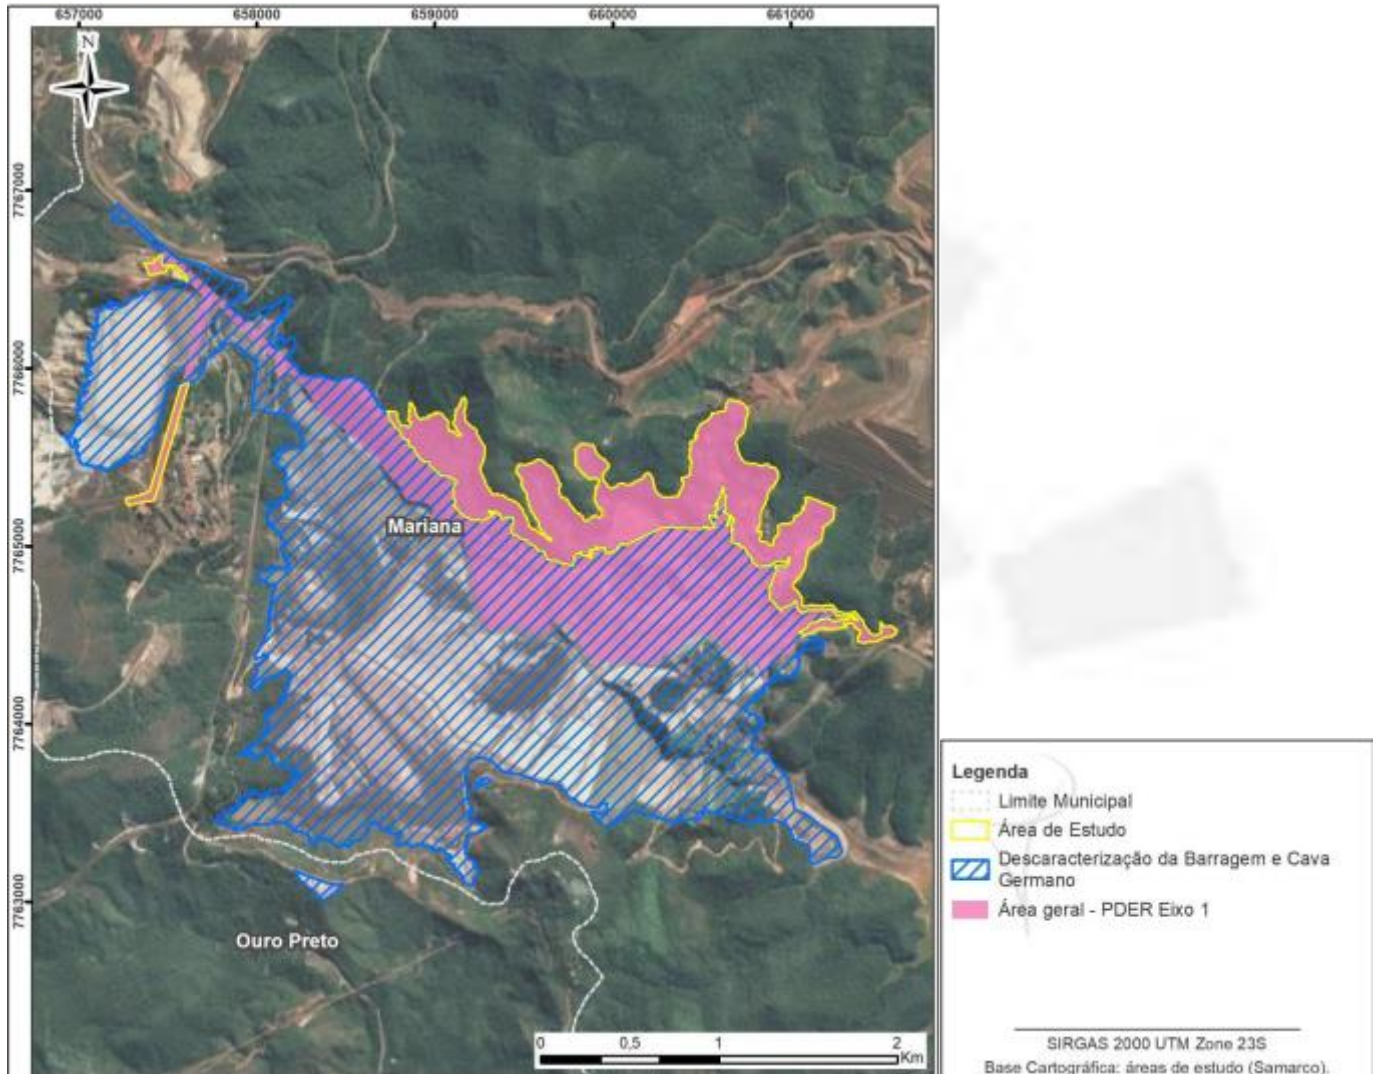 657000
658000
659000
660000
661000
N
7767000
7766000
7765000
7764000
7763000
Mariana
Ouro Preto
0
0,5
1
2
Km
Legenda
Limite Municipal
Área de Estudo
Descaracterização da Barragem e Cava
Germano
Área geral - PDER Eixo 1
SIRGAS 2000 UTM Zone 23S
Base Cartográfica: áreas de estudo (Samarco).